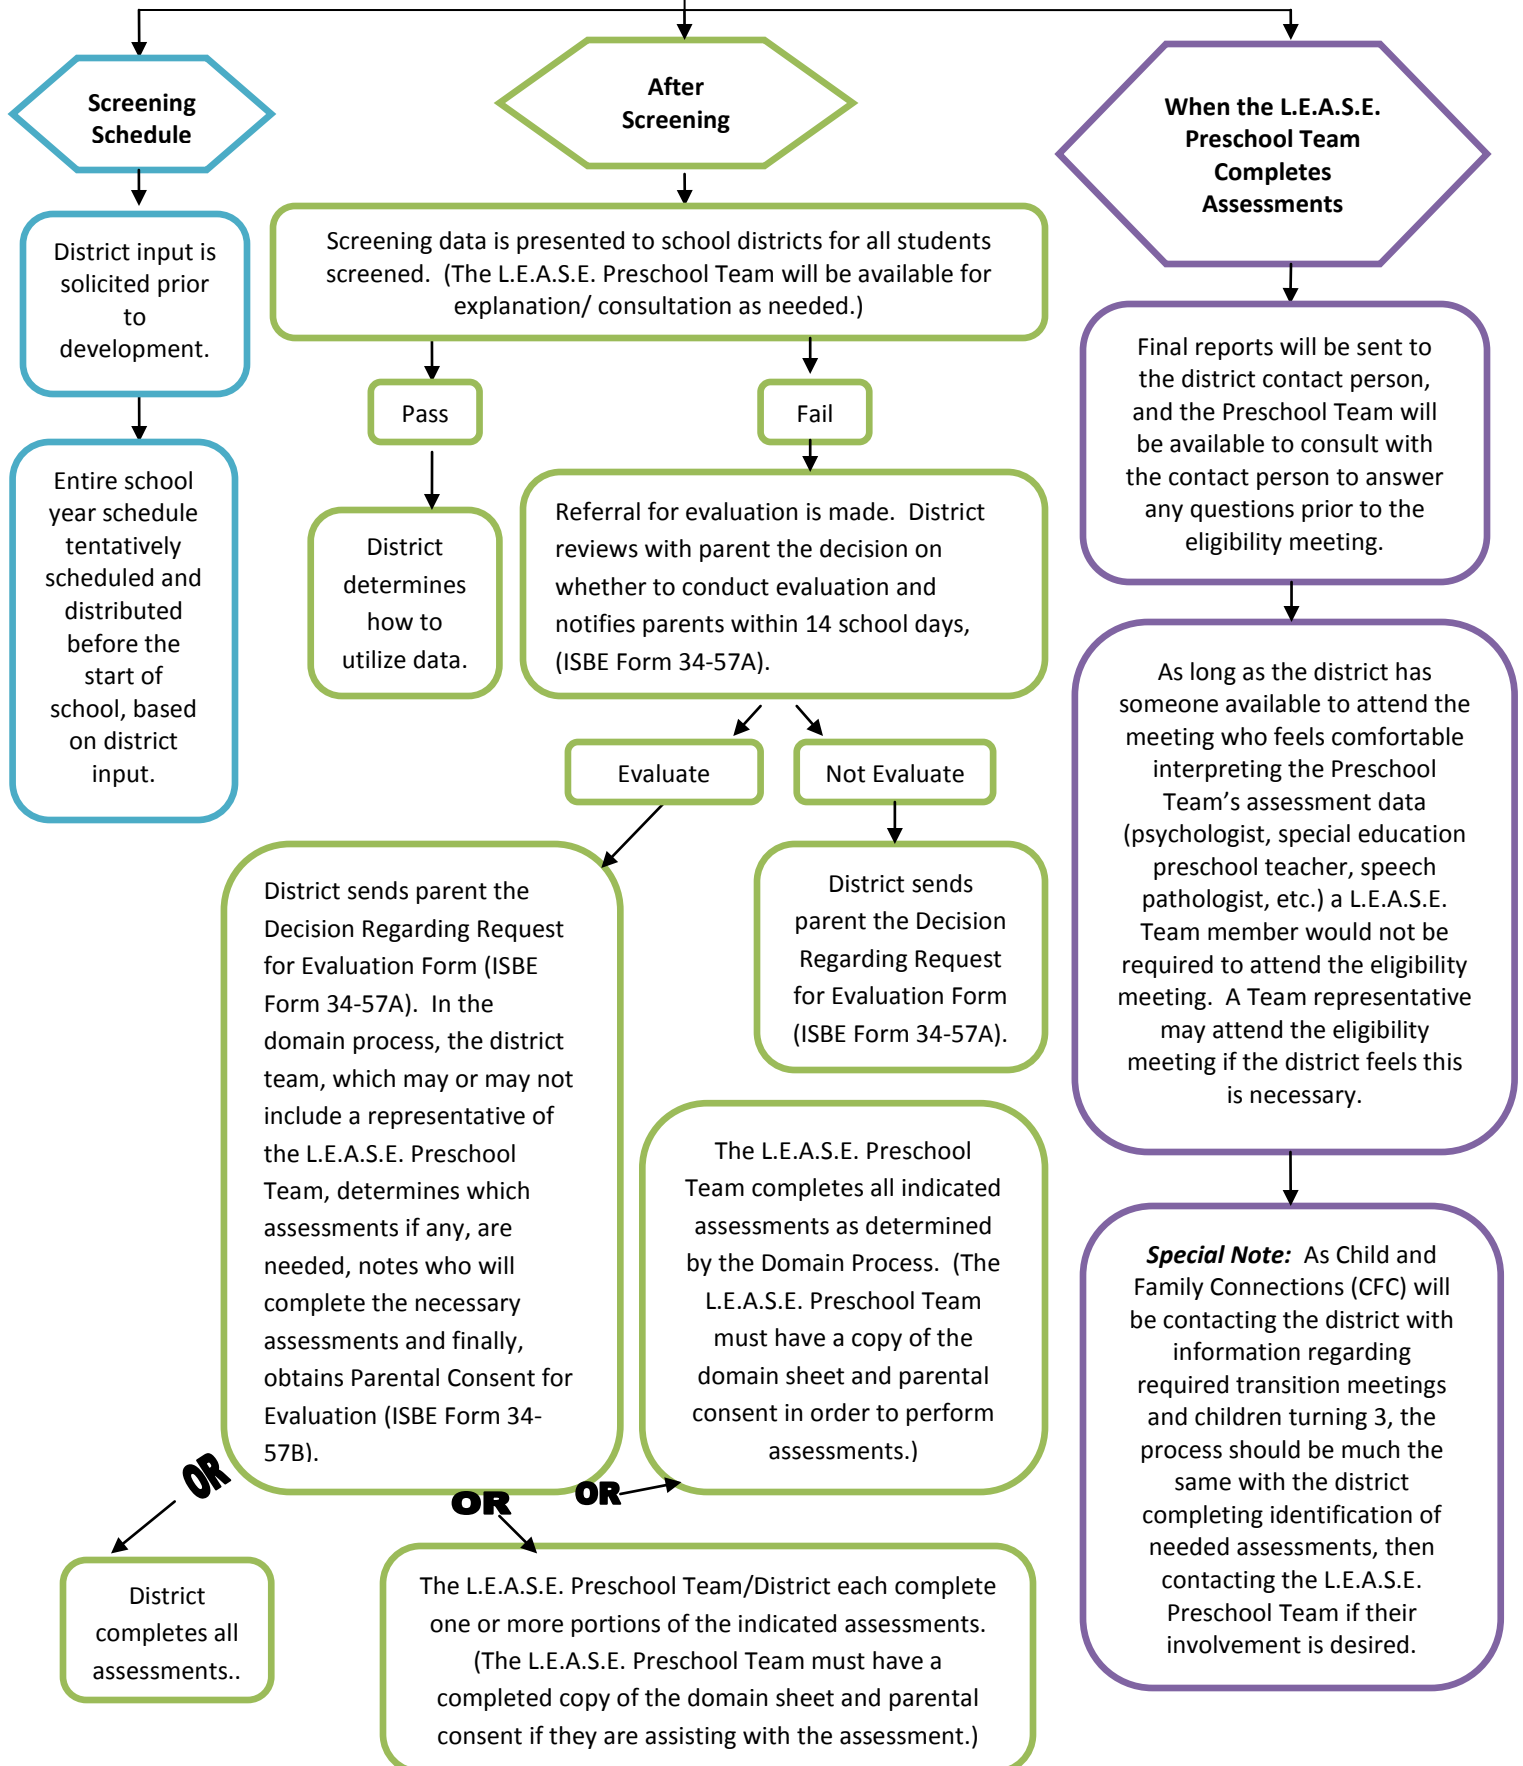 Screening
Schedule
District input is
solicited prior
to
development.
Entire school
year schedule
tentatively
scheduled and
distributed
before the
start of
school, based
on district
input.
After
Screening
Screening data is presented to school districts for all students
screened.  (The L.E.A.S.E. Preschool Team will be available for
explanation/ consultation as needed.)
Pass
Fail
District
determines
how to
utilize data.
Referral for evaluation is made.  District
reviews with parent the decision on
whether to conduct evaluation and
notifies parents within 14 school days,
(ISBE Form 34-57A).
Evaluate
Not Evaluate
District sends parent the
Decision Regarding Request
for Evaluation Form (ISBE
Form 34-57A).  In the
domain process, the district
team, which may or may not
include a representative of
the L.E.A.S.E. Preschool
Team, determines which
assessments if any, are
needed, notes who will
complete the necessary
assessments and finally,
obtains Parental Consent for
Evaluation (ISBE Form 34-
57B).
District sends
parent the Decision
Regarding Request
for Evaluation Form
(ISBE Form 34-57A).
The L.E.A.S.E. Preschool
Team completes all indicated
assessments as determined
by the Domain Process.  (The
L.E.A.S.E. Preschool Team
must have a copy of the
domain sheet and parental
consent in order to perform
assessments.)
OR
OR
OR
District
completes all
assessments..
The L.E.A.S.E. Preschool Team/District each complete
one or more portions of the indicated assessments.
(The L.E.A.S.E. Preschool Team must have a
completed copy of the domain sheet and parental
consent if they are assisting with the assessment.)
When the L.E.A.S.E.
Preschool Team
Completes
Assessments
Final reports will be sent to
the district contact person,
and the Preschool Team will
be available to consult with
the contact person to answer
any questions prior to the
eligibility meeting.
As long as the district has
someone available to attend the
meeting who feels comfortable
interpreting the Preschool
Team’s assessment data
(psychologist, special education
preschool teacher, speech
pathologist, etc.) a L.E.A.S.E.
Team member would not be
required to attend the eligibility
meeting.  A Team representative
may attend the eligibility
meeting if the district feels this
is necessary.
Special Note:  As Child and
Family Connections (CFC) will
be contacting the district with
information regarding
required transition meetings
and children turning 3, the
process should be much the
same with the district
completing identification of
needed assessments, then
contacting the L.E.A.S.E.
Preschool Team if their
involvement is desired.